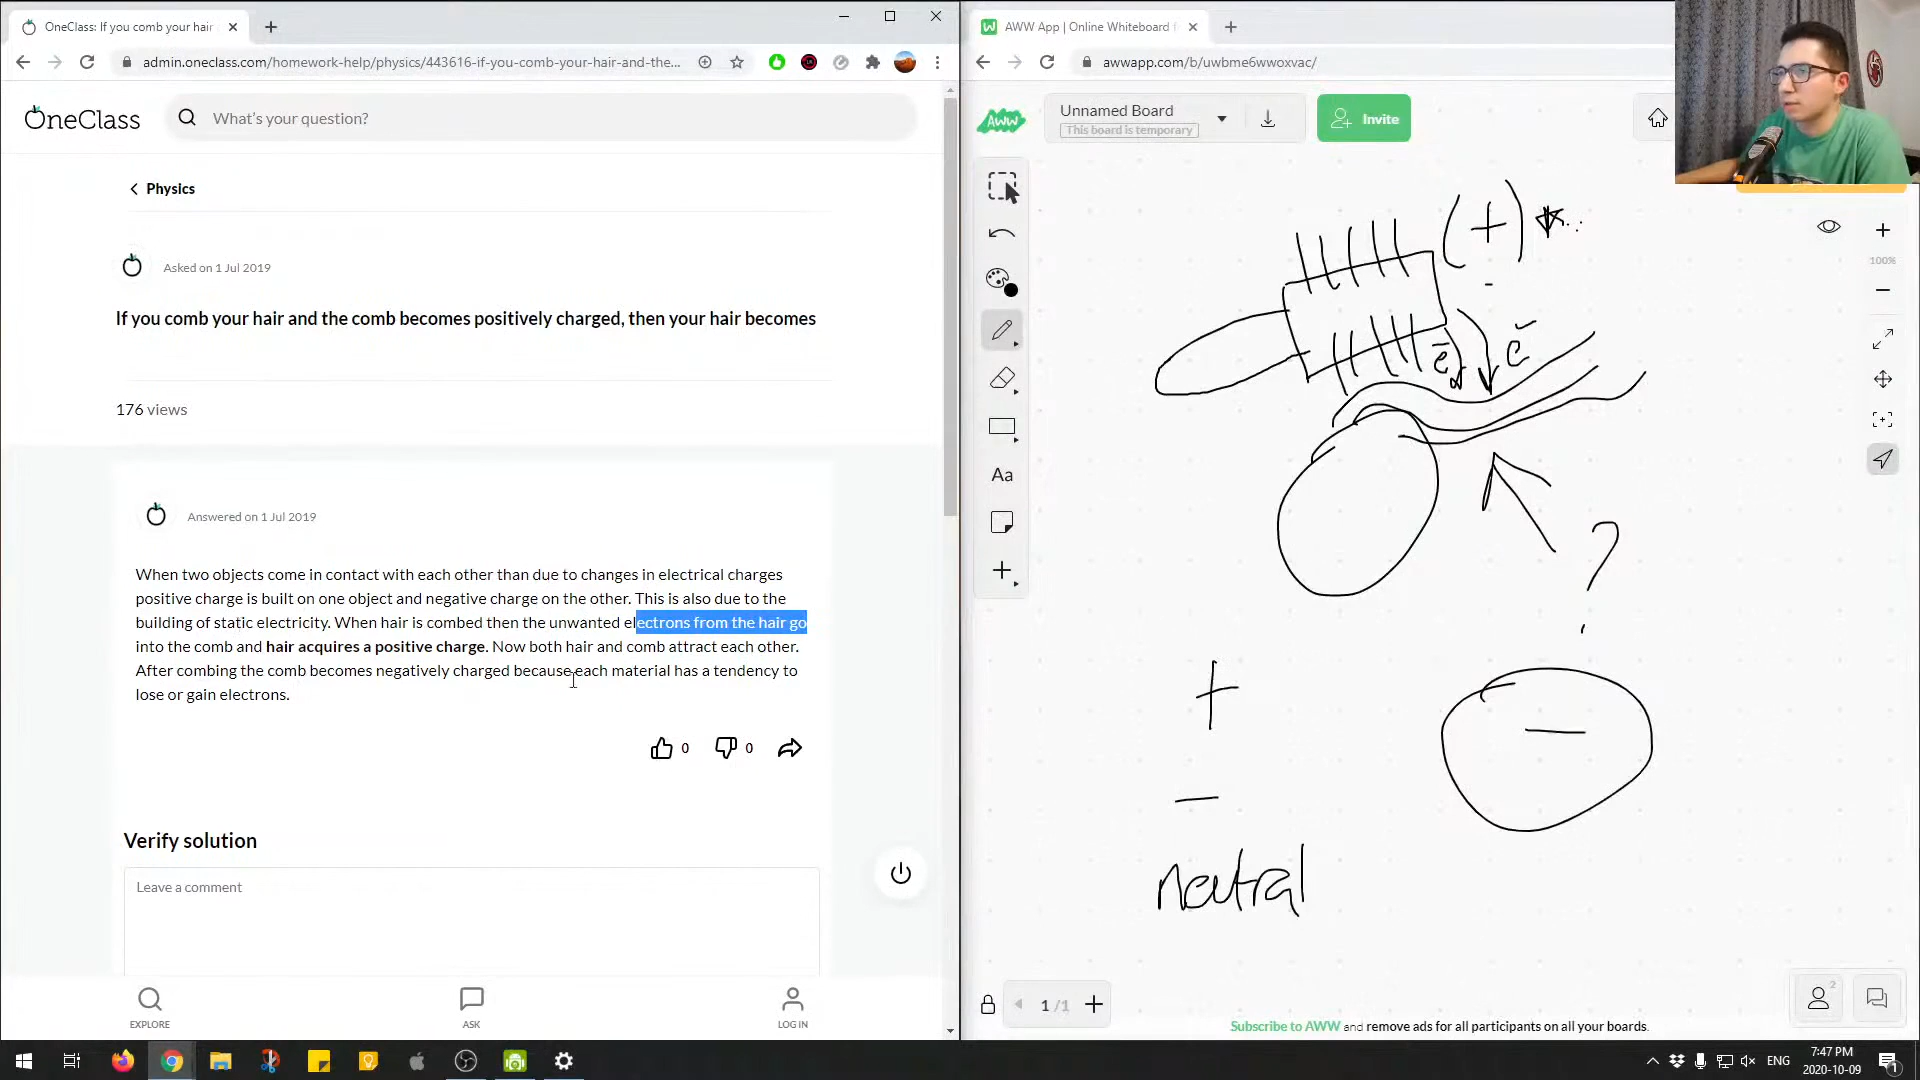 OneClass: If you comb your hair
admin.oneclass.com/homework-help/physics/443616-if-you-comb-your-hair-and-the...
OneClass
What's your question?
Physics
Asked on 1 Jul 2019
If you comb your hair and the comb becomes positively charged, then your hair becomes
176 views
Answered on 1 Jul 2019
When two objects come in contact with each other than due to changes in electrical charges
positive charge is built on one object and negative charge on the other. This is also due to the
building of static electricity. When hair is combed then the unwanted electrons from the hair go
into the comb and hair acquires a positive charge. Now both hair and comb attract each other.
After combing the comb becomes negatively charged because each material has a tendency to
lose or gain electrons.
0
0
Verify solution
Leave a comment
EXPLORE
ASK
LOG IN
AWW App | Online Whiteboard f
awwapp.com/b/uwbme6wwoxvac/
AWW
Unnamed Board
This board is temporary
Invite
100%
Aa
(+)
e-
e-
?
+
−
−
neutral
1 / 1
2
Subscribe to AWW and remove ads for all participants on all your boards.
ENG
7:47 PM
2020-10-09
1